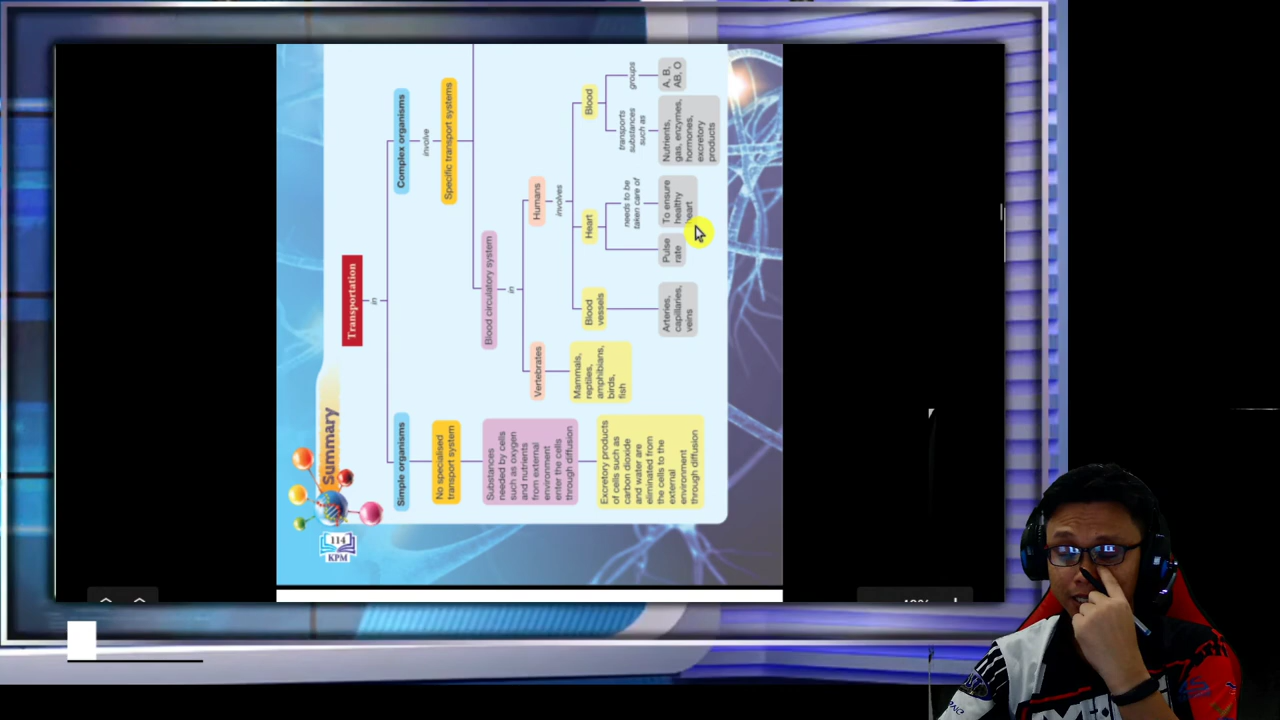 Summary
Transportation
in
Simple organisms
Complex organisms
No specialised
transport system
involve
Specific transport systems
Substances
needed by cells
such as oxygen
and nutrients
from external
environment
enter the cells
through diffusion
Excretory products
of cells such as
carbon dioxide
and water are
eliminated from
the cells to the
external
environment
through diffusion
Blood circulatory system
in
Vertebrates
Humans
Mammals,
reptiles,
amphibians,
birds,
fish
involves
Blood
vessels
Heart
Blood
Arteries,
capillaries,
veins
Pulse
rate
needs to be
taken care of
To ensure
healthy
heart
transports
substances
such as
Nutrients,
gas, enzymes,
hormones,
excretory
products
groups
A, B,
AB, O
114
KPM